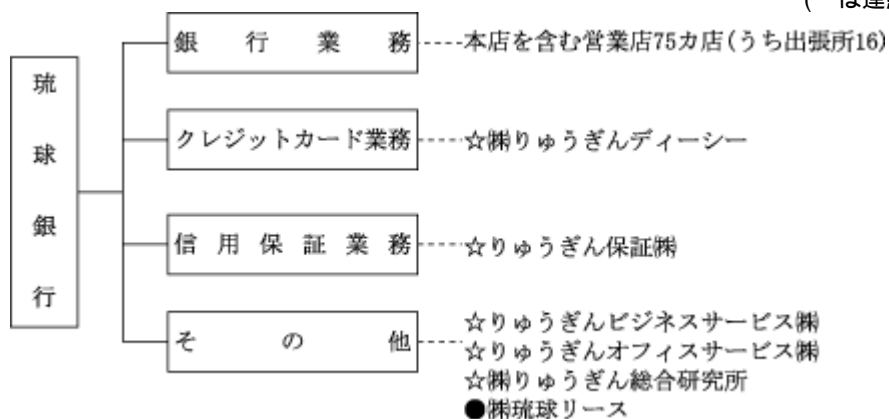 琉球銀行
銀行業務
本店を含む営業店75カ店(うち出張所16)
クレジットカード業務
☆㈱りゅうぎんディーシー
信用保証業務
☆りゅうぎん保証㈱
その他
☆りゅうぎんビジネスサービス㈱
☆りゅうぎんオフィスサービス㈱
☆㈱りゅうぎん総合研究所
●㈱琉球リース